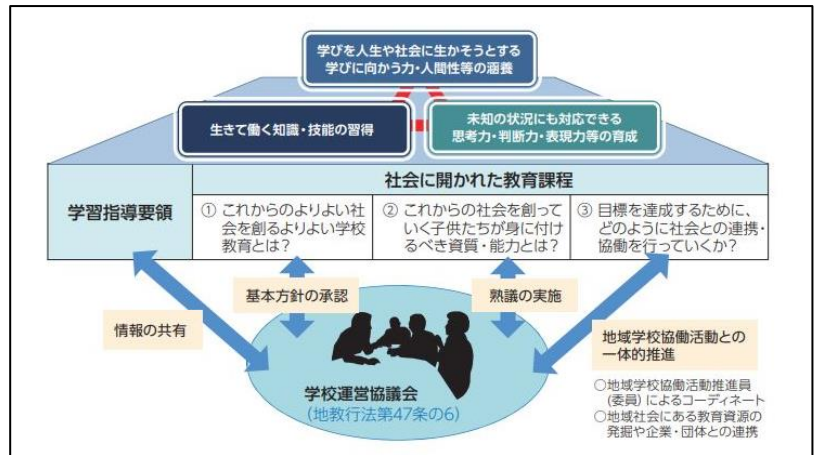 学びを人生や社会に生かそうとする
学びに向かう力・人間性等の涵養
生きて働く知識・技能の習得
未知の状況にも対応できる
思考力・判断力・表現力等の育成
学習指導要領
社会に開かれた教育課程
① これからのよりよい社
会を創るよりよい学校
教育とは？
② これからの社会を創って
いく子供たちが身に付け
るべき資質・能力とは？
③ 目標を達成するために、
どのように社会との連携・
協働を行っていくか？
情報の共有
基本方針の承認
熟議の実施
地域学校協働活動との
一体的推進
○地域学校協働活動推進員
(委員)によるコーディネート
○地域社会にある教育資源の
発掘や企業・団体との連携
学校運営協議会
(地教行法第47条の6)